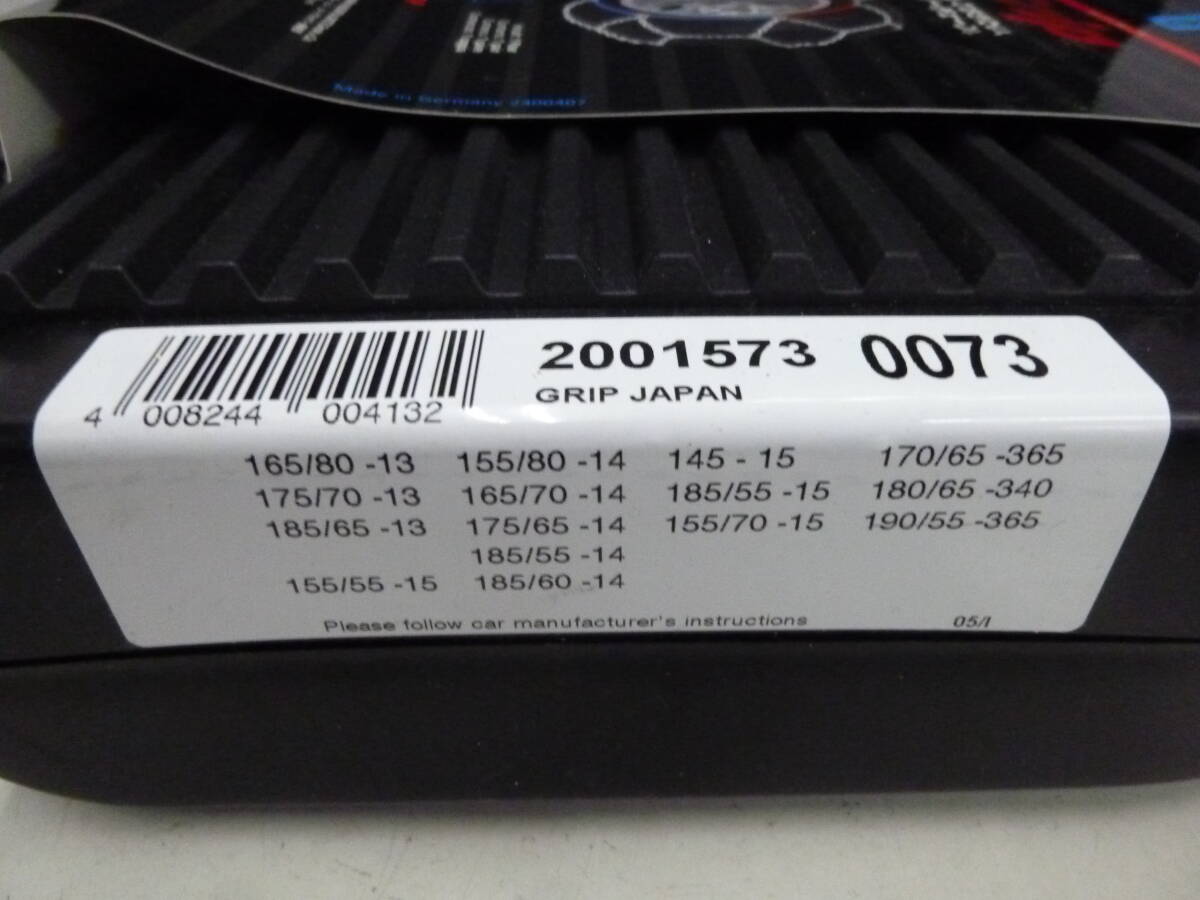 Made in Germany 2400407
2001573 0073
GRIP JAPAN
4 008244 004132
165/80 -13 155/80 -14 145 - 15 170/65 -365
175/70 -13 165/70 -14 185/55 -15 180/65 -340
185/65 -13 175/65 -14 155/70 -15 190/55 -365
185/55 -14
155/55 -15 185/60 -14
Please follow car manufacturer's instructions 05/I